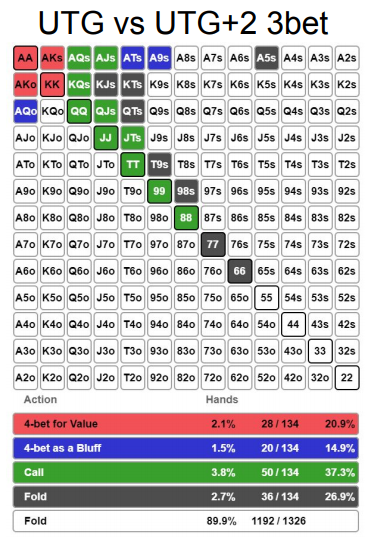 UTG vs UTG+2 3bet
AA AKs AQs AJs ATs A9s A8s A7s A6s A5s A4s A3s A2s
AKo KK KQs KJs KTs K9s K8s K7s K6s K5s K4s K3s K2s
AQo KQo QQ QJs QTs Q9s Q8s Q7s Q6s Q5s Q4s Q3s Q2s
AJo KJo QJo JJ JTs J9s J8s J7s J6s J5s J4s J3s J2s
ATo KTo QTo JTo TT T9s T8s T7s T6s T5s T4s T3s T2s
A9o K9o Q9o J9o T9o 99 98s 97s 96s 95s 94s 93s 92s
A8o K8o Q8o J8o T8o 98o 88 87s 86s 85s 84s 83s 82s
A7o K7o Q7o J7o T7o 97o 87o 77 76s 75s 74s 73s 72s
A6o K6o Q6o J6o T6o 96o 86o 76o 66 65s 64s 63s 62s
A5o K5o Q5o J5o T5o 95o 85o 75o 65o 55 54s 53s 52s
A4o K4o Q4o J4o T4o 94o 84o 74o 64o 54o 44 43s 42s
A3o K3o Q3o J3o T3o 93o 83o 73o 63o 53o 43o 33 32s
A2o K2o Q2o J2o T2o 92o 82o 72o 62o 52o 42o 32o 22
Action Hands
4-bet for Value 2.1% 28 / 134 20.9%
4-bet as a Bluff 1.5% 20 / 134 14.9%
Call 3.8% 50 / 134 37.3%
Fold 2.7% 36 / 134 26.9%
Fold 89.9% 1192 / 1326